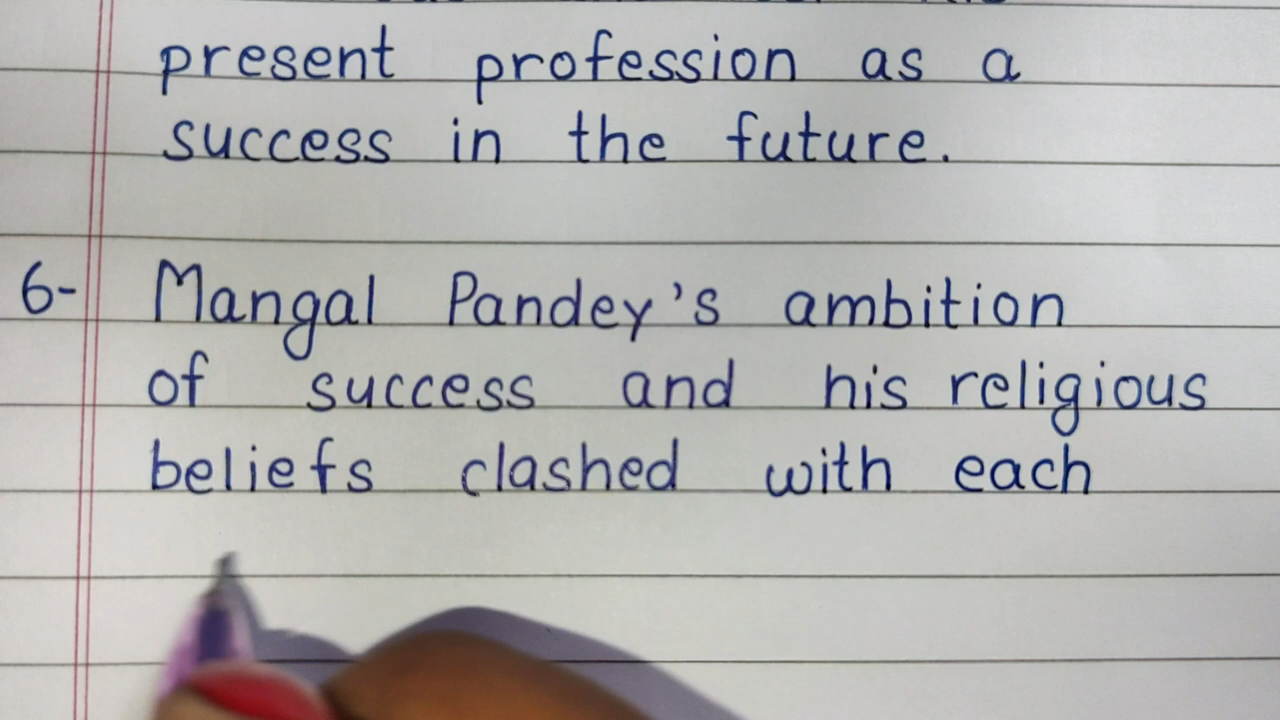 present profession as a
success in the future.
6- Mangal Pandey's ambition
of success and his religious
beliefs clashed with each